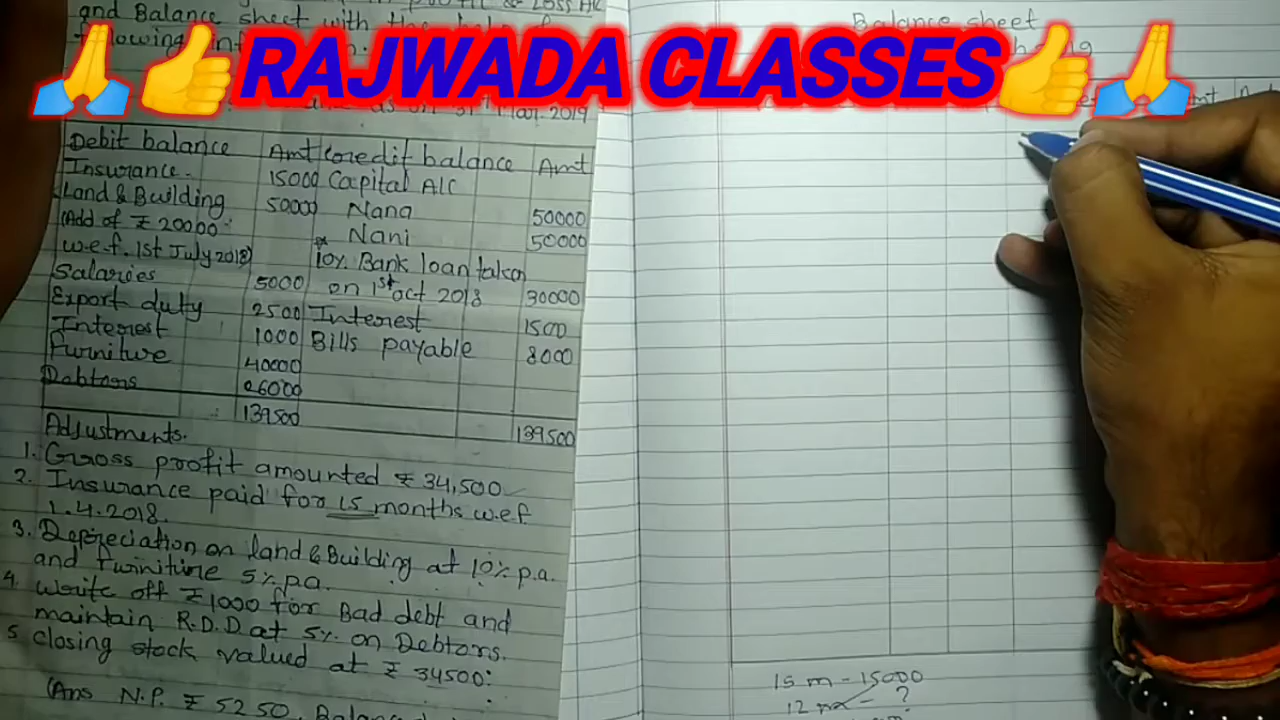 and Balance sheet with the
RAJWADA CLASSES
Mar. 2019
Debit balance Amt Credit balance Amt
Insurance. 15000 Capital A/C
Land & Building 50000 Nana 50000
(Add of ₹ 20000 Nani 50000
w.e.f. 1st July 2018) 10% Bank loan taken
Salaries 5000 on 1st oct 2018 30000
Export duty 2500 Interest 1500
Interest 1000 Bills payable 8000
Furniture 40000
Debtors 26000
139500 139500
Adjustments.
1. Gross profit amounted ₹ 34,500
2. Insurance paid for 15 months w.e.f
1.4.2018.
3. Depreciation on land & Building at 10% p.a.
and Furniture 5% p.a.
4. write off ₹1000 for Bad debt and
maintain R.D.D at 5% on Debtors.
5. closing stock valued at ₹ 34500:
(Ans N.P. ₹ 5250,
Balance sheet
Amt
15 m - 15000
12 m - ?